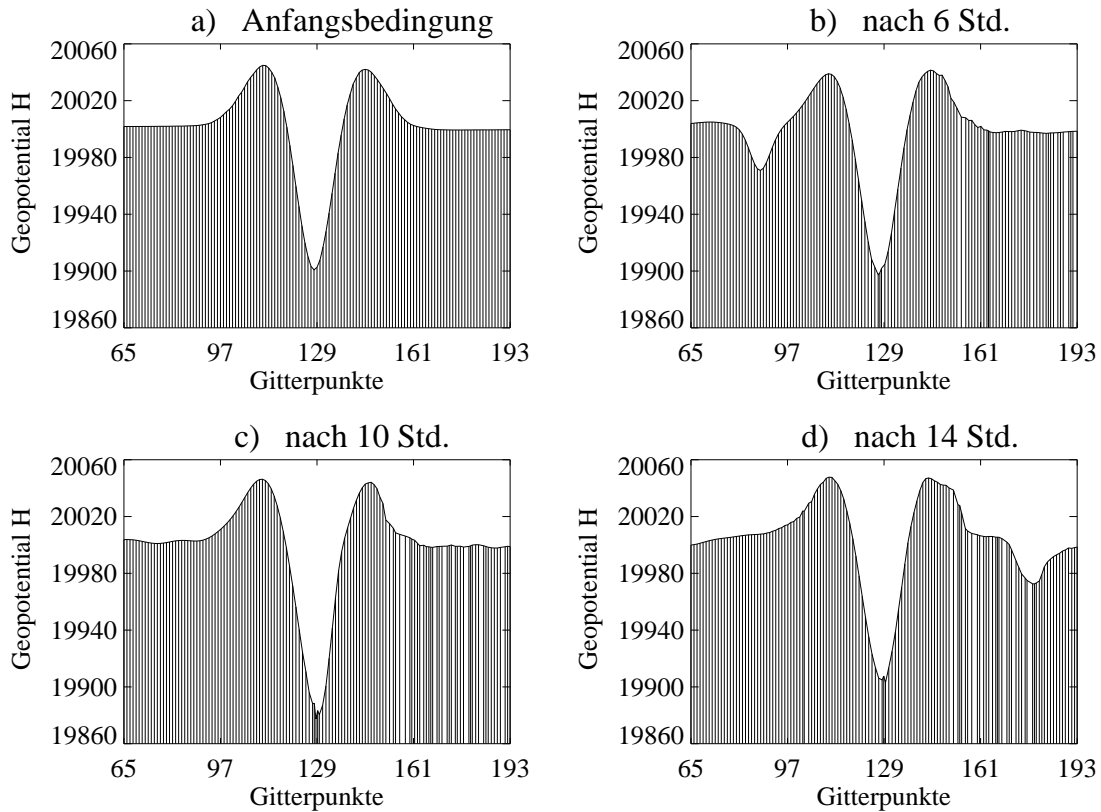 a) Anfangsbedingung
Geopotential H
20060
20020
19980
19940
19900
19860
65 97 129 161 193
Gitterpunkte
b) nach 6 Std.
Geopotential H
20060
20020
19980
19940
19900
19860
65 97 129 161 193
Gitterpunkte
c) nach 10 Std.
Geopotential H
20060
20020
19980
19940
19900
19860
65 97 129 161 193
Gitterpunkte
d) nach 14 Std.
Geopotential H
20060
20020
19980
19940
19900
19860
65 97 129 161 193
Gitterpunkte